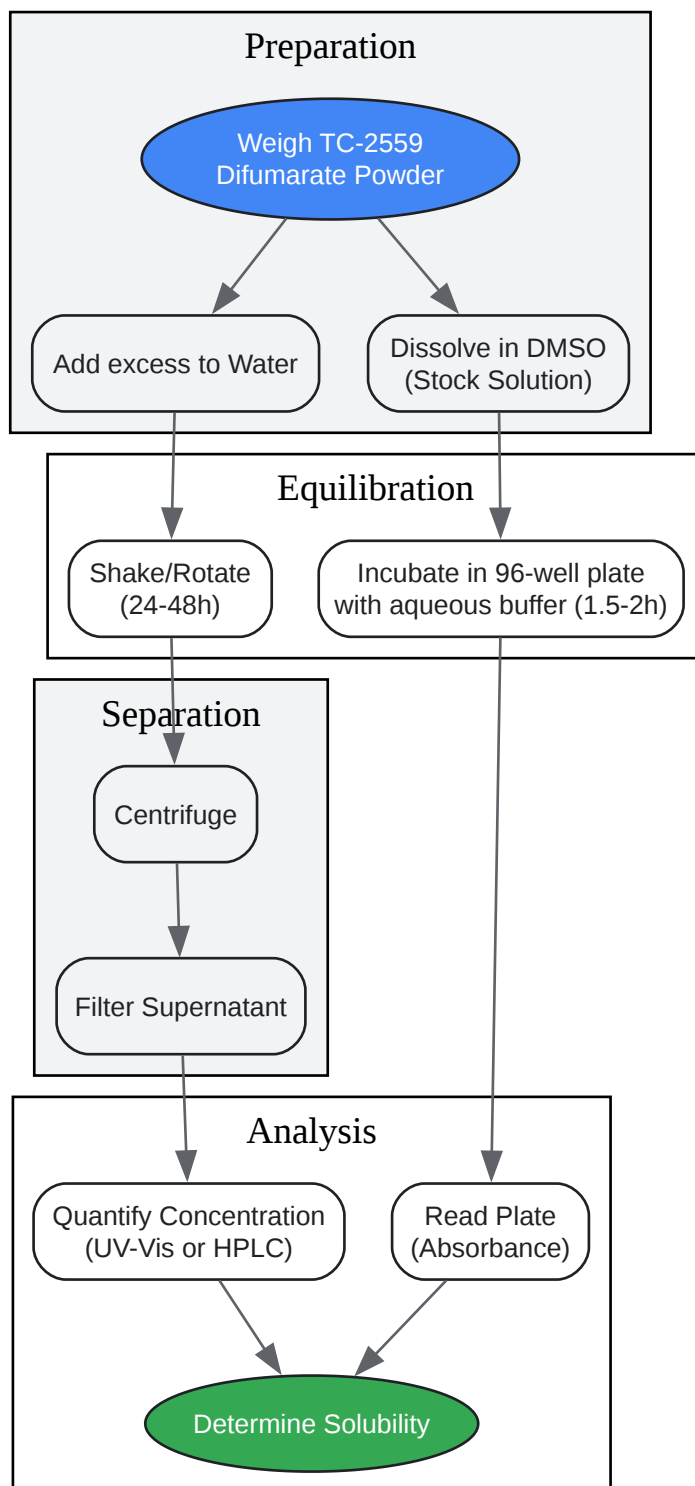 Preparation
Weigh TC-2559
Difumarate Powder
Add excess to Water
Dissolve in DMSO
(Stock Solution)
Equilibration
Shake/Rotate
(24-48h)
Incubate in 96-well plate
with aqueous buffer (1.5-2h)
Separation
Centrifuge
Filter Supernatant
Analysis
Quantify Concentration
(UV-Vis or HPLC)
Read Plate
(Absorbance)
Determine Solubility